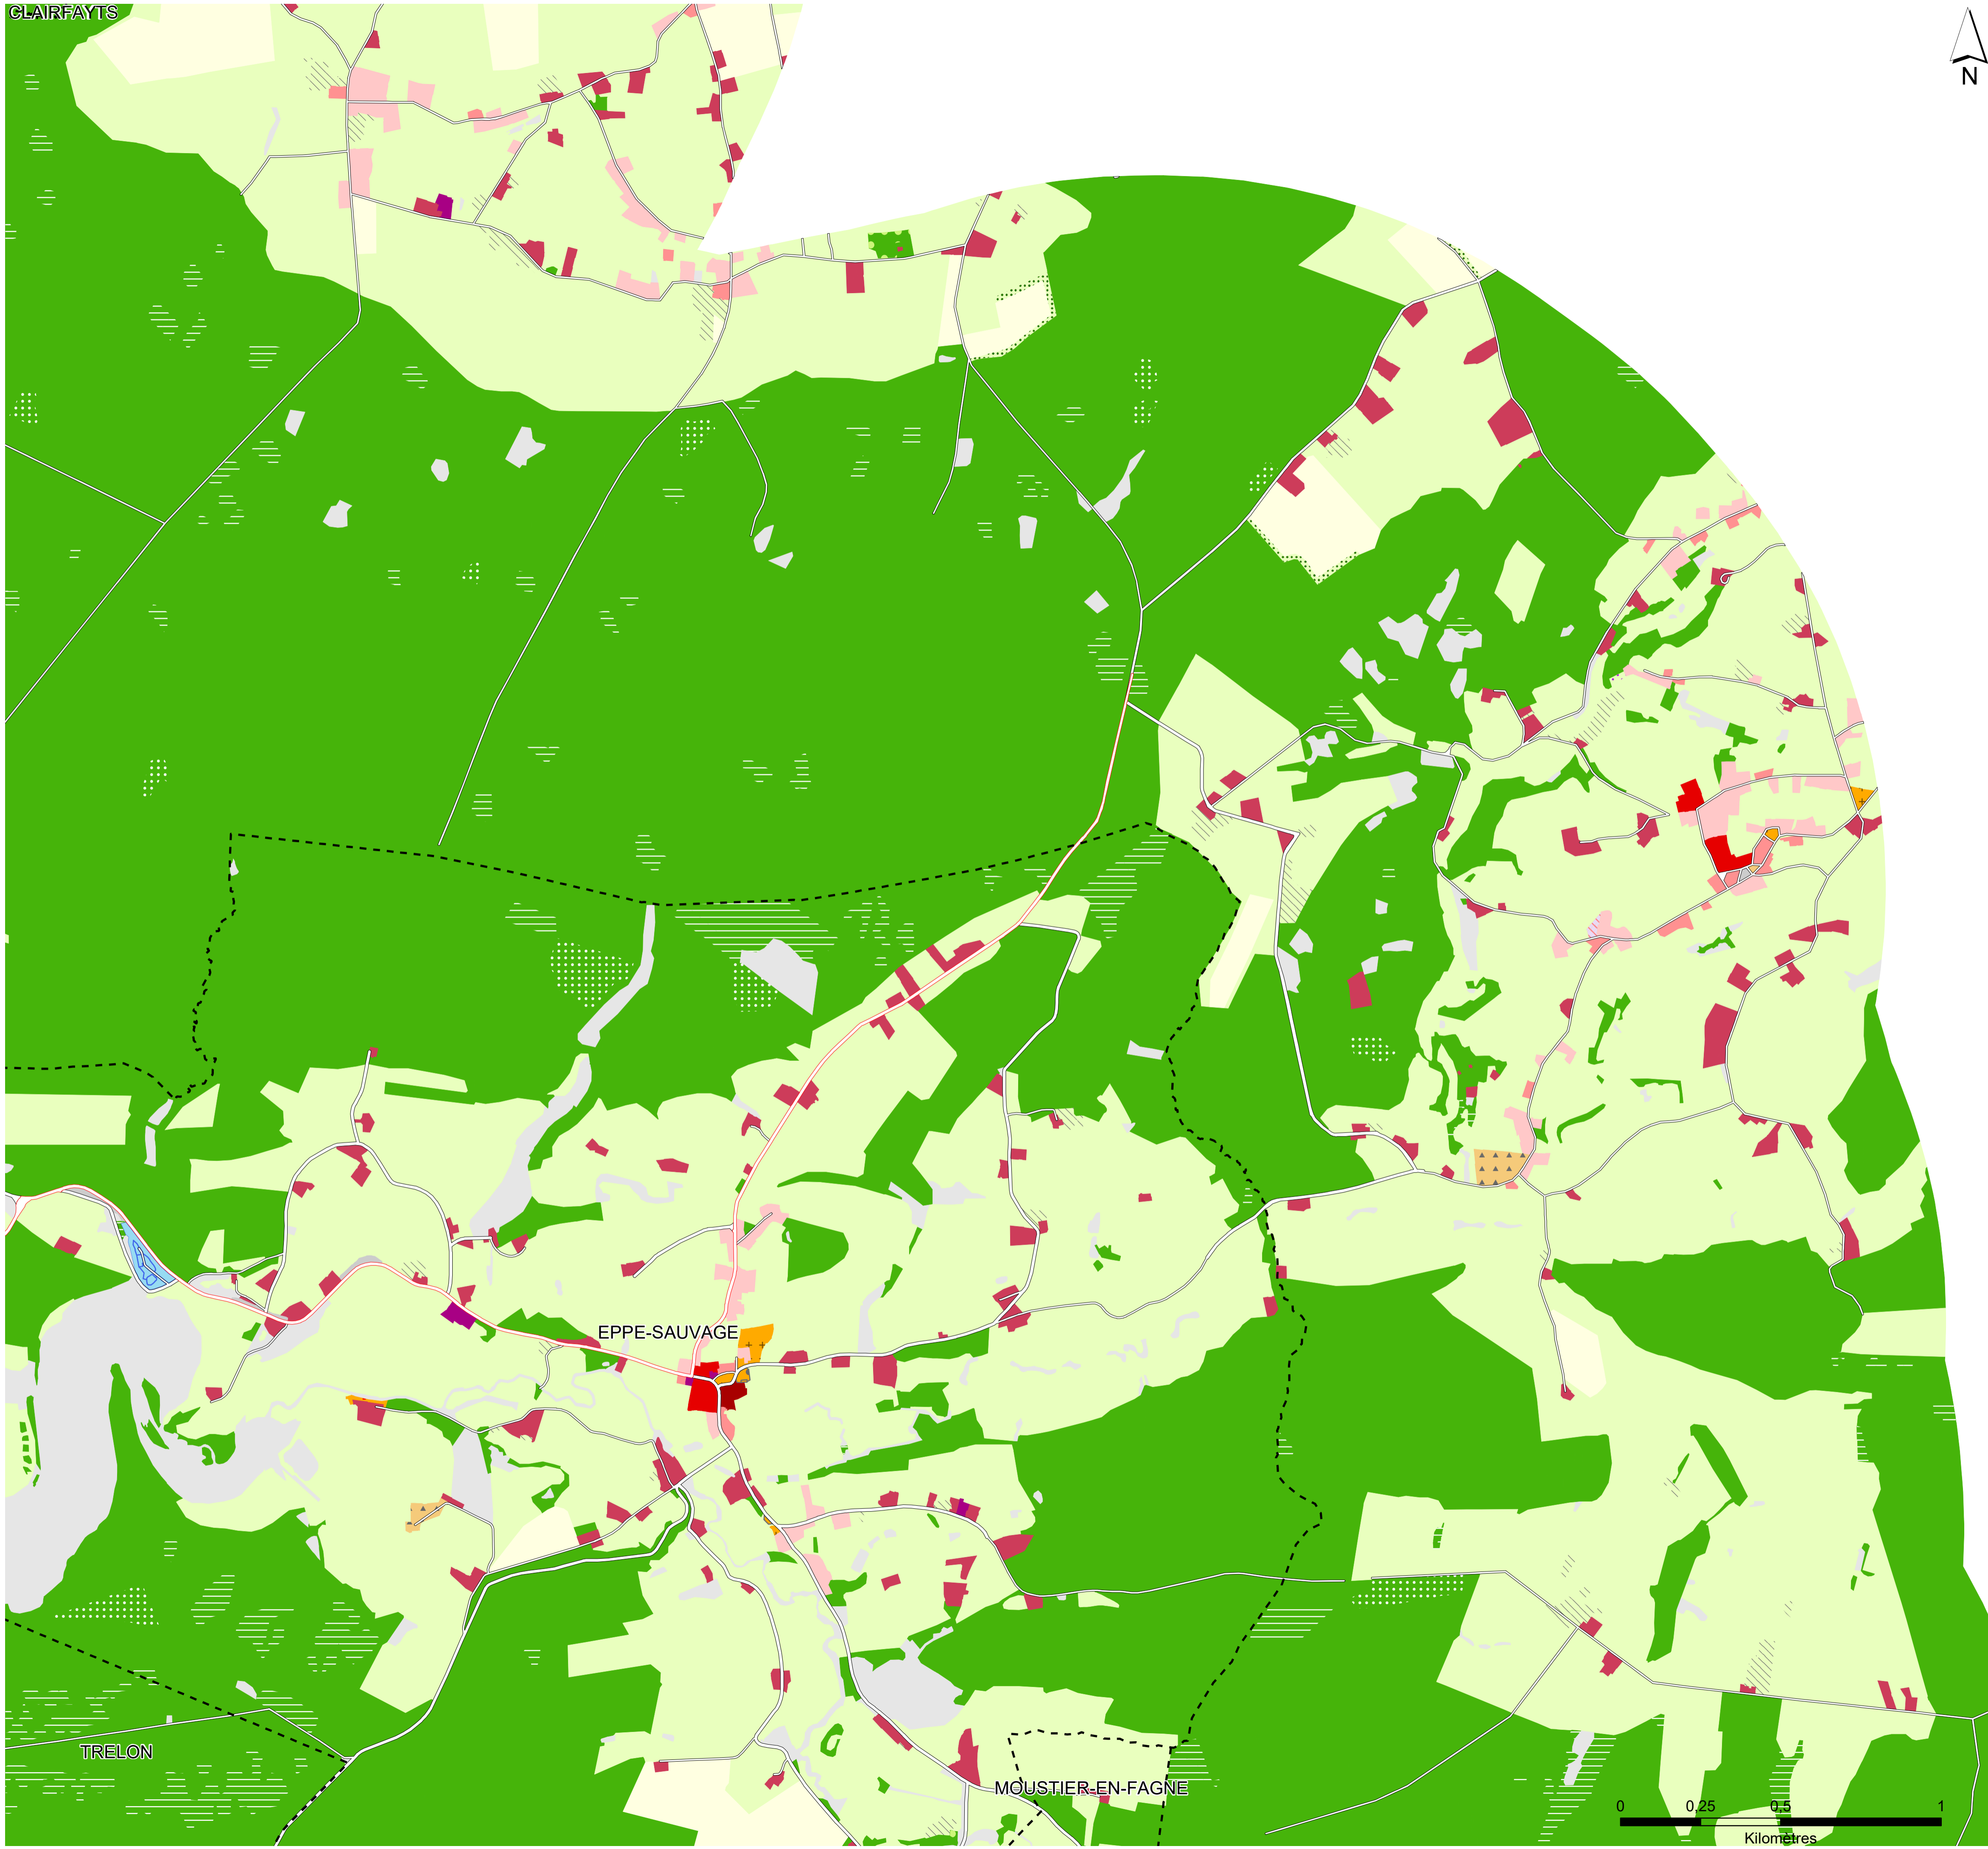 CLAIRFAYTS
N
EPPE-SAUVAGE
TRELON
MOUSTIER-EN-FAGNE
0 0,25 0,5 1
Kilomètres